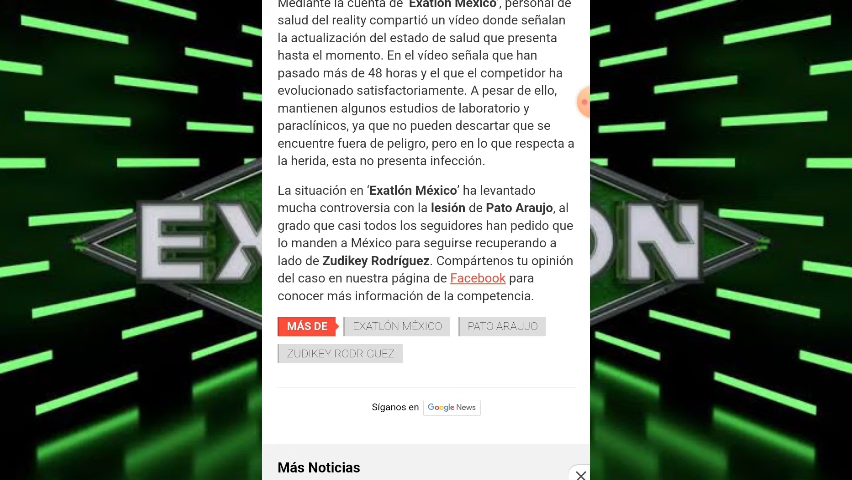 Mediante la cuenta de ‘Exatlón México’, personal de
salud del reality compartió un vídeo donde señalan
la actualización del estado de salud que presenta
hasta el momento. En el vídeo señala que han
pasado más de 48 horas y el que el competidor ha
evolucionado satisfactoriamente. A pesar de ello,
mantienen algunos estudios de laboratorio y
paraclínicos, ya que no pueden descartar que se
encuentre fuera de peligro, pero en lo que respecta a
la herida, esta no presenta infección.
La situación en ‘Exatlón México’ ha levantado
mucha controversia con la lesión de Pato Araujo, al
grado que casi todos los seguidores han pedido que
lo manden a México para seguirse recuperando a
lado de Zudikey Rodríguez. Compártenos tu opinión
del caso en nuestra página de Facebook para
conocer más información de la competencia.
MÁS DE EXATLÓN MÉXICO PATO ARAUJO
ZUDIKEY RODRÍGUEZ
Síganos en Google News
Más Noticias
EX
ON